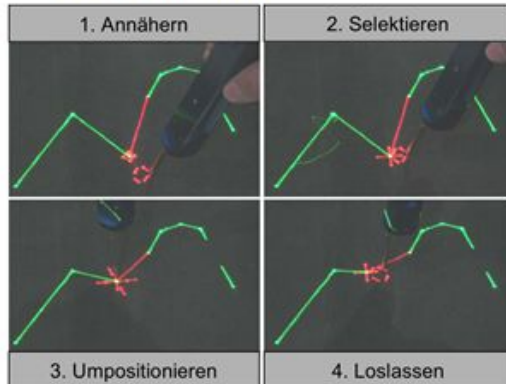 1. Annähern
2. Selektieren
3. Umpositionieren
4. Loslassen